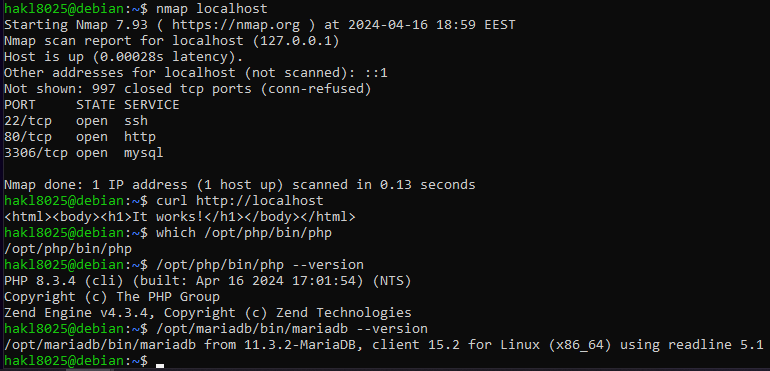 hakl8025@debian:~$ nmap localhost
Starting Nmap 7.93 ( https://nmap.org ) at 2024-04-16 18:59 EEST
Nmap scan report for localhost (127.0.0.1)
Host is up (0.00028s latency).
Other addresses for localhost (not scanned): ::1
Not shown: 997 closed tcp ports (conn-refused)
PORT     STATE SERVICE
22/tcp   open  ssh
80/tcp   open  http
3306/tcp open  mysql

Nmap done: 1 IP address (1 host up) scanned in 0.13 seconds
hakl8025@debian:~$ curl http://localhost
<html><body><h1>It works!</h1></body></html>
hakl8025@debian:~$ which /opt/php/bin/php
/opt/php/bin/php
hakl8025@debian:~$ /opt/php/bin/php --version
PHP 8.3.4 (cli) (built: Apr 16 2024 17:01:54) (NTS)
Copyright (c) The PHP Group
Zend Engine v4.3.4, Copyright (c) Zend Technologies
hakl8025@debian:~$ /opt/mariadb/bin/mariadb --version
/opt/mariadb/bin/mariadb from 11.3.2-MariaDB, client 15.2 for Linux (x86_64) using readline 5.1
hakl8025@debian:~$